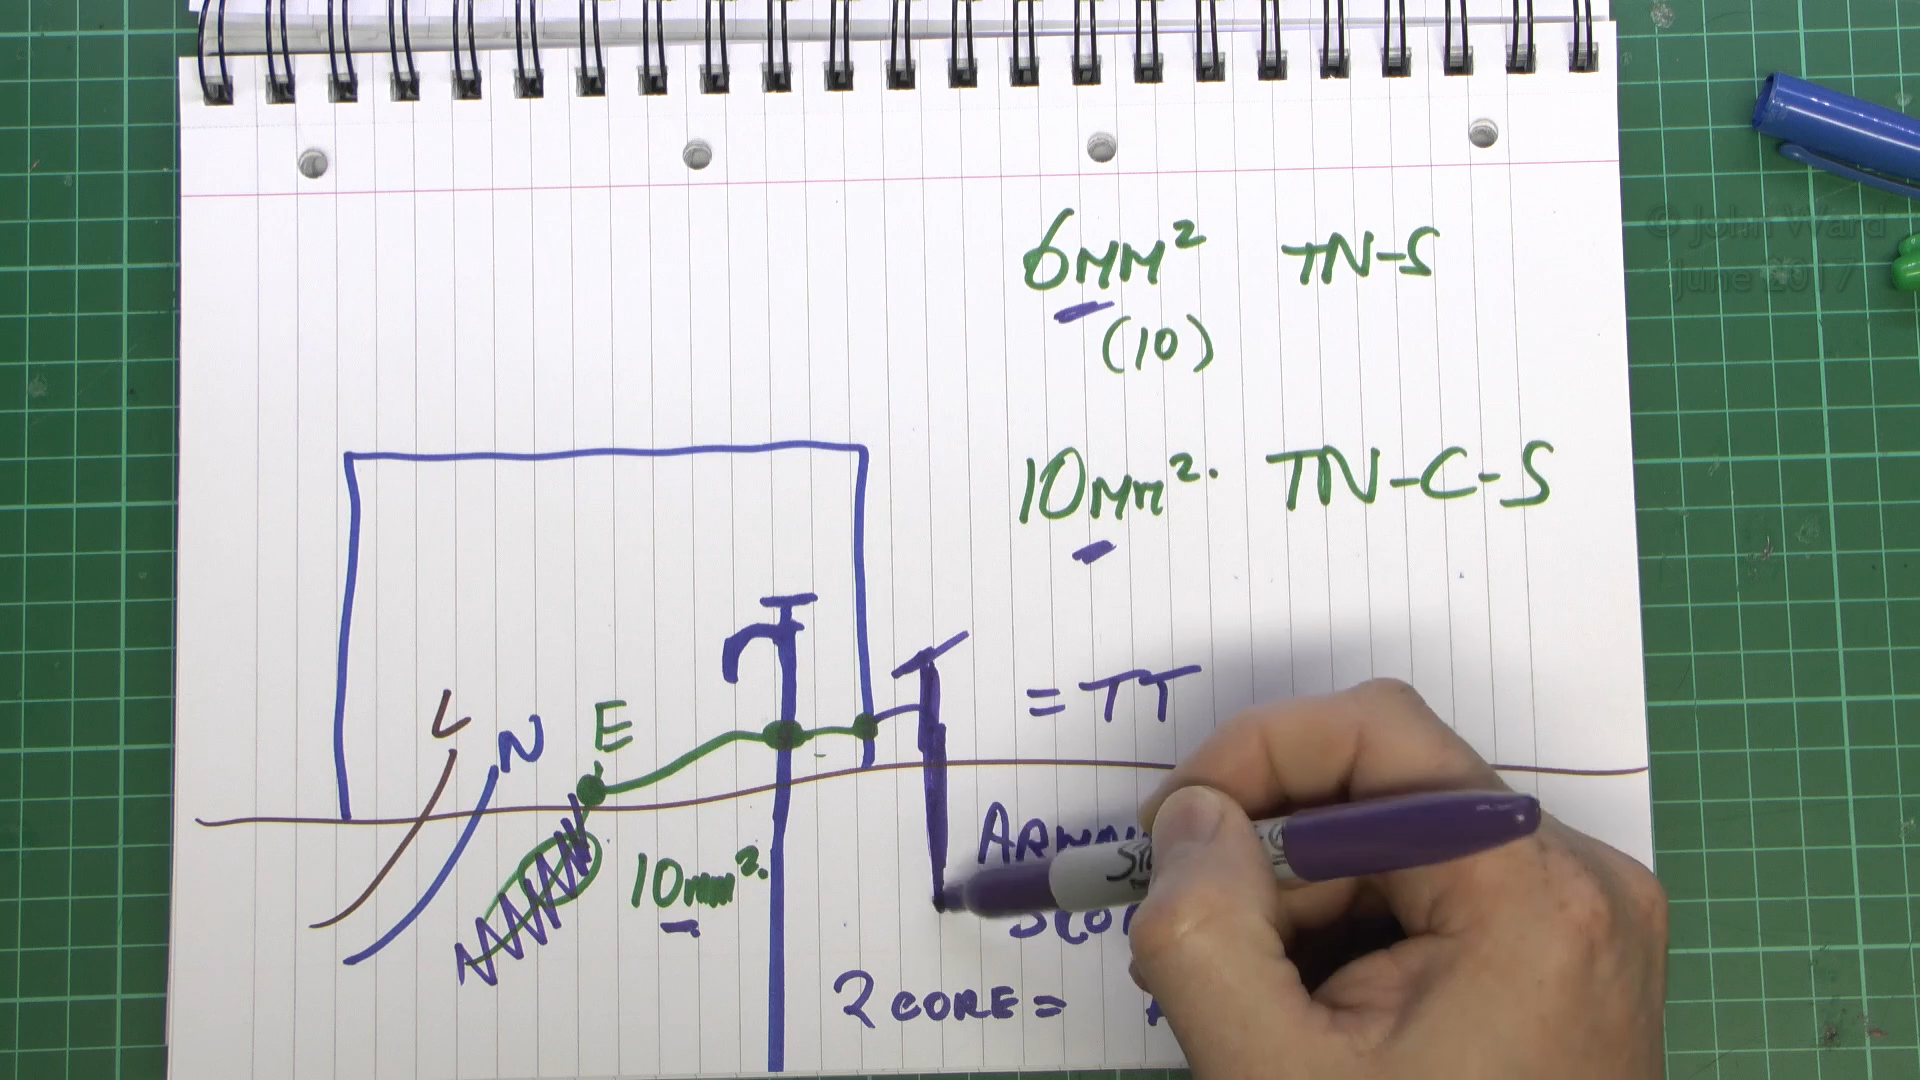 6mm² TN-S
© John Ward
June 2017
(10)
10mm². TN-C-S
= TT
L
N
E
10mm².
2 CORE =